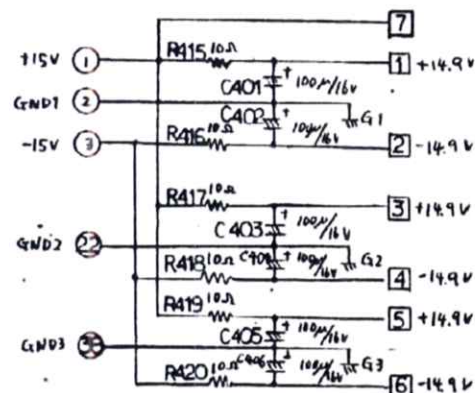 7
R415 10Ω
+15V 1
1 +14.9V
C401 + 100μ/16V
GND1 2
G1
C402 + 100μ/16V
R416 10Ω
-15V 3
2 -14.9V
R417 10Ω
3 +14.9V
C403 + 100μ/16V
GND2 22
G2
C404 + 100μ/16V
R418 10Ω
4 -14.9V
R419 10Ω
5 +14.9V
C405 + 100μ/16V
GND3
G3
C406 + 100μ/16V
R420 10Ω
6 -14.9V